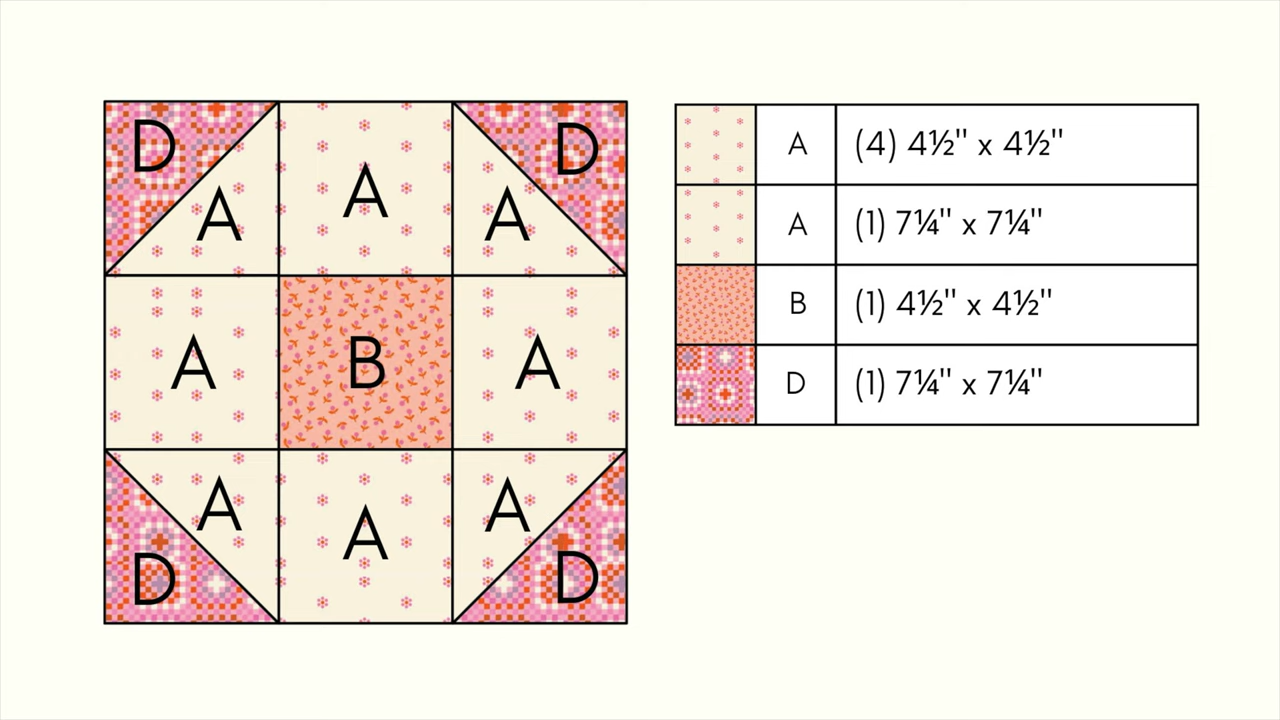 D A A A D
A B A
A A A
D D
A (4) 4½" x 4½"
A (1) 7¼" x 7¼"
B (1) 4½" x 4½"
D (1) 7¼" x 7¼"